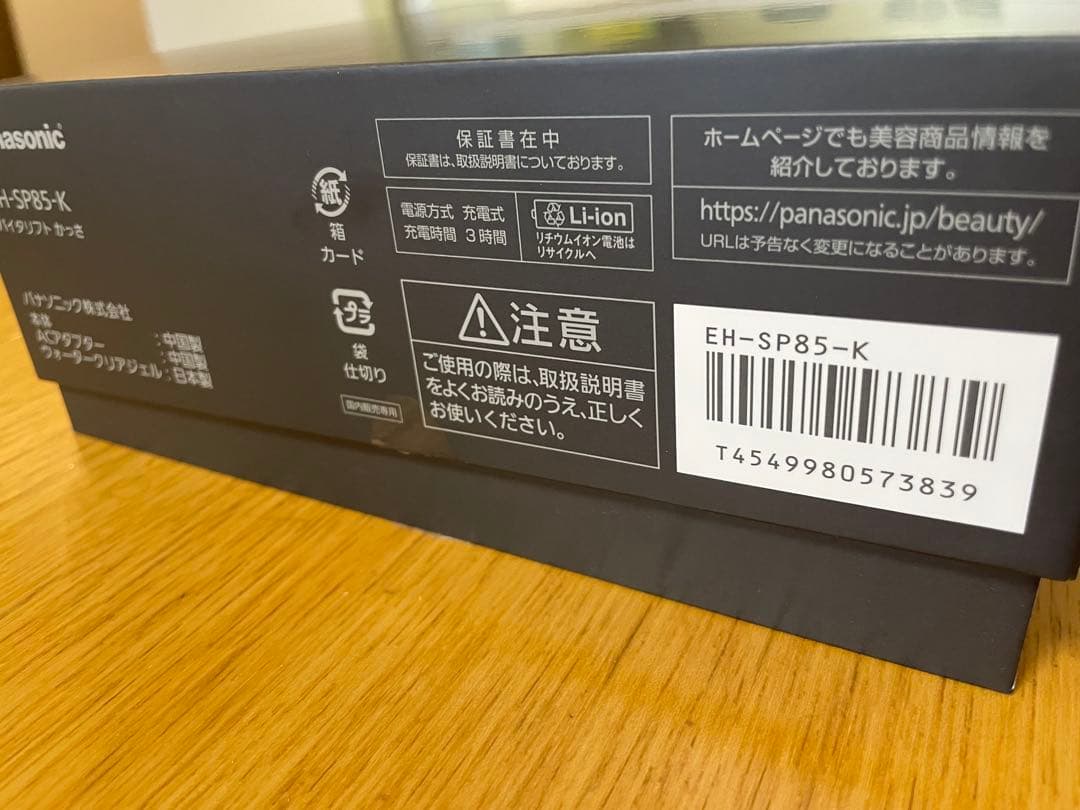 Panasonic
EH-SP85-K
バイタリフト かっさ
パナソニック株式会社
本体 :中国製
ACアダプター :中国製
ウォータークリアジェル:日本製
紙
箱
カード
プラ
袋
仕切り
国内販売専用
保証書在中
保証書は、取扱説明書についております。
電源方式 充電式
充電時間 3時間
Li-ion
リチウムイオン電池は
リサイクルへ
注意
ご使用の際は、取扱説明書
をよくお読みのうえ、正しく
お使いください。
ホームページでも美容商品情報を
紹介しております。
https://panasonic.jp/beauty/
URLは予告なく変更になることがあります。
EH-SP85-K
T4549980573839